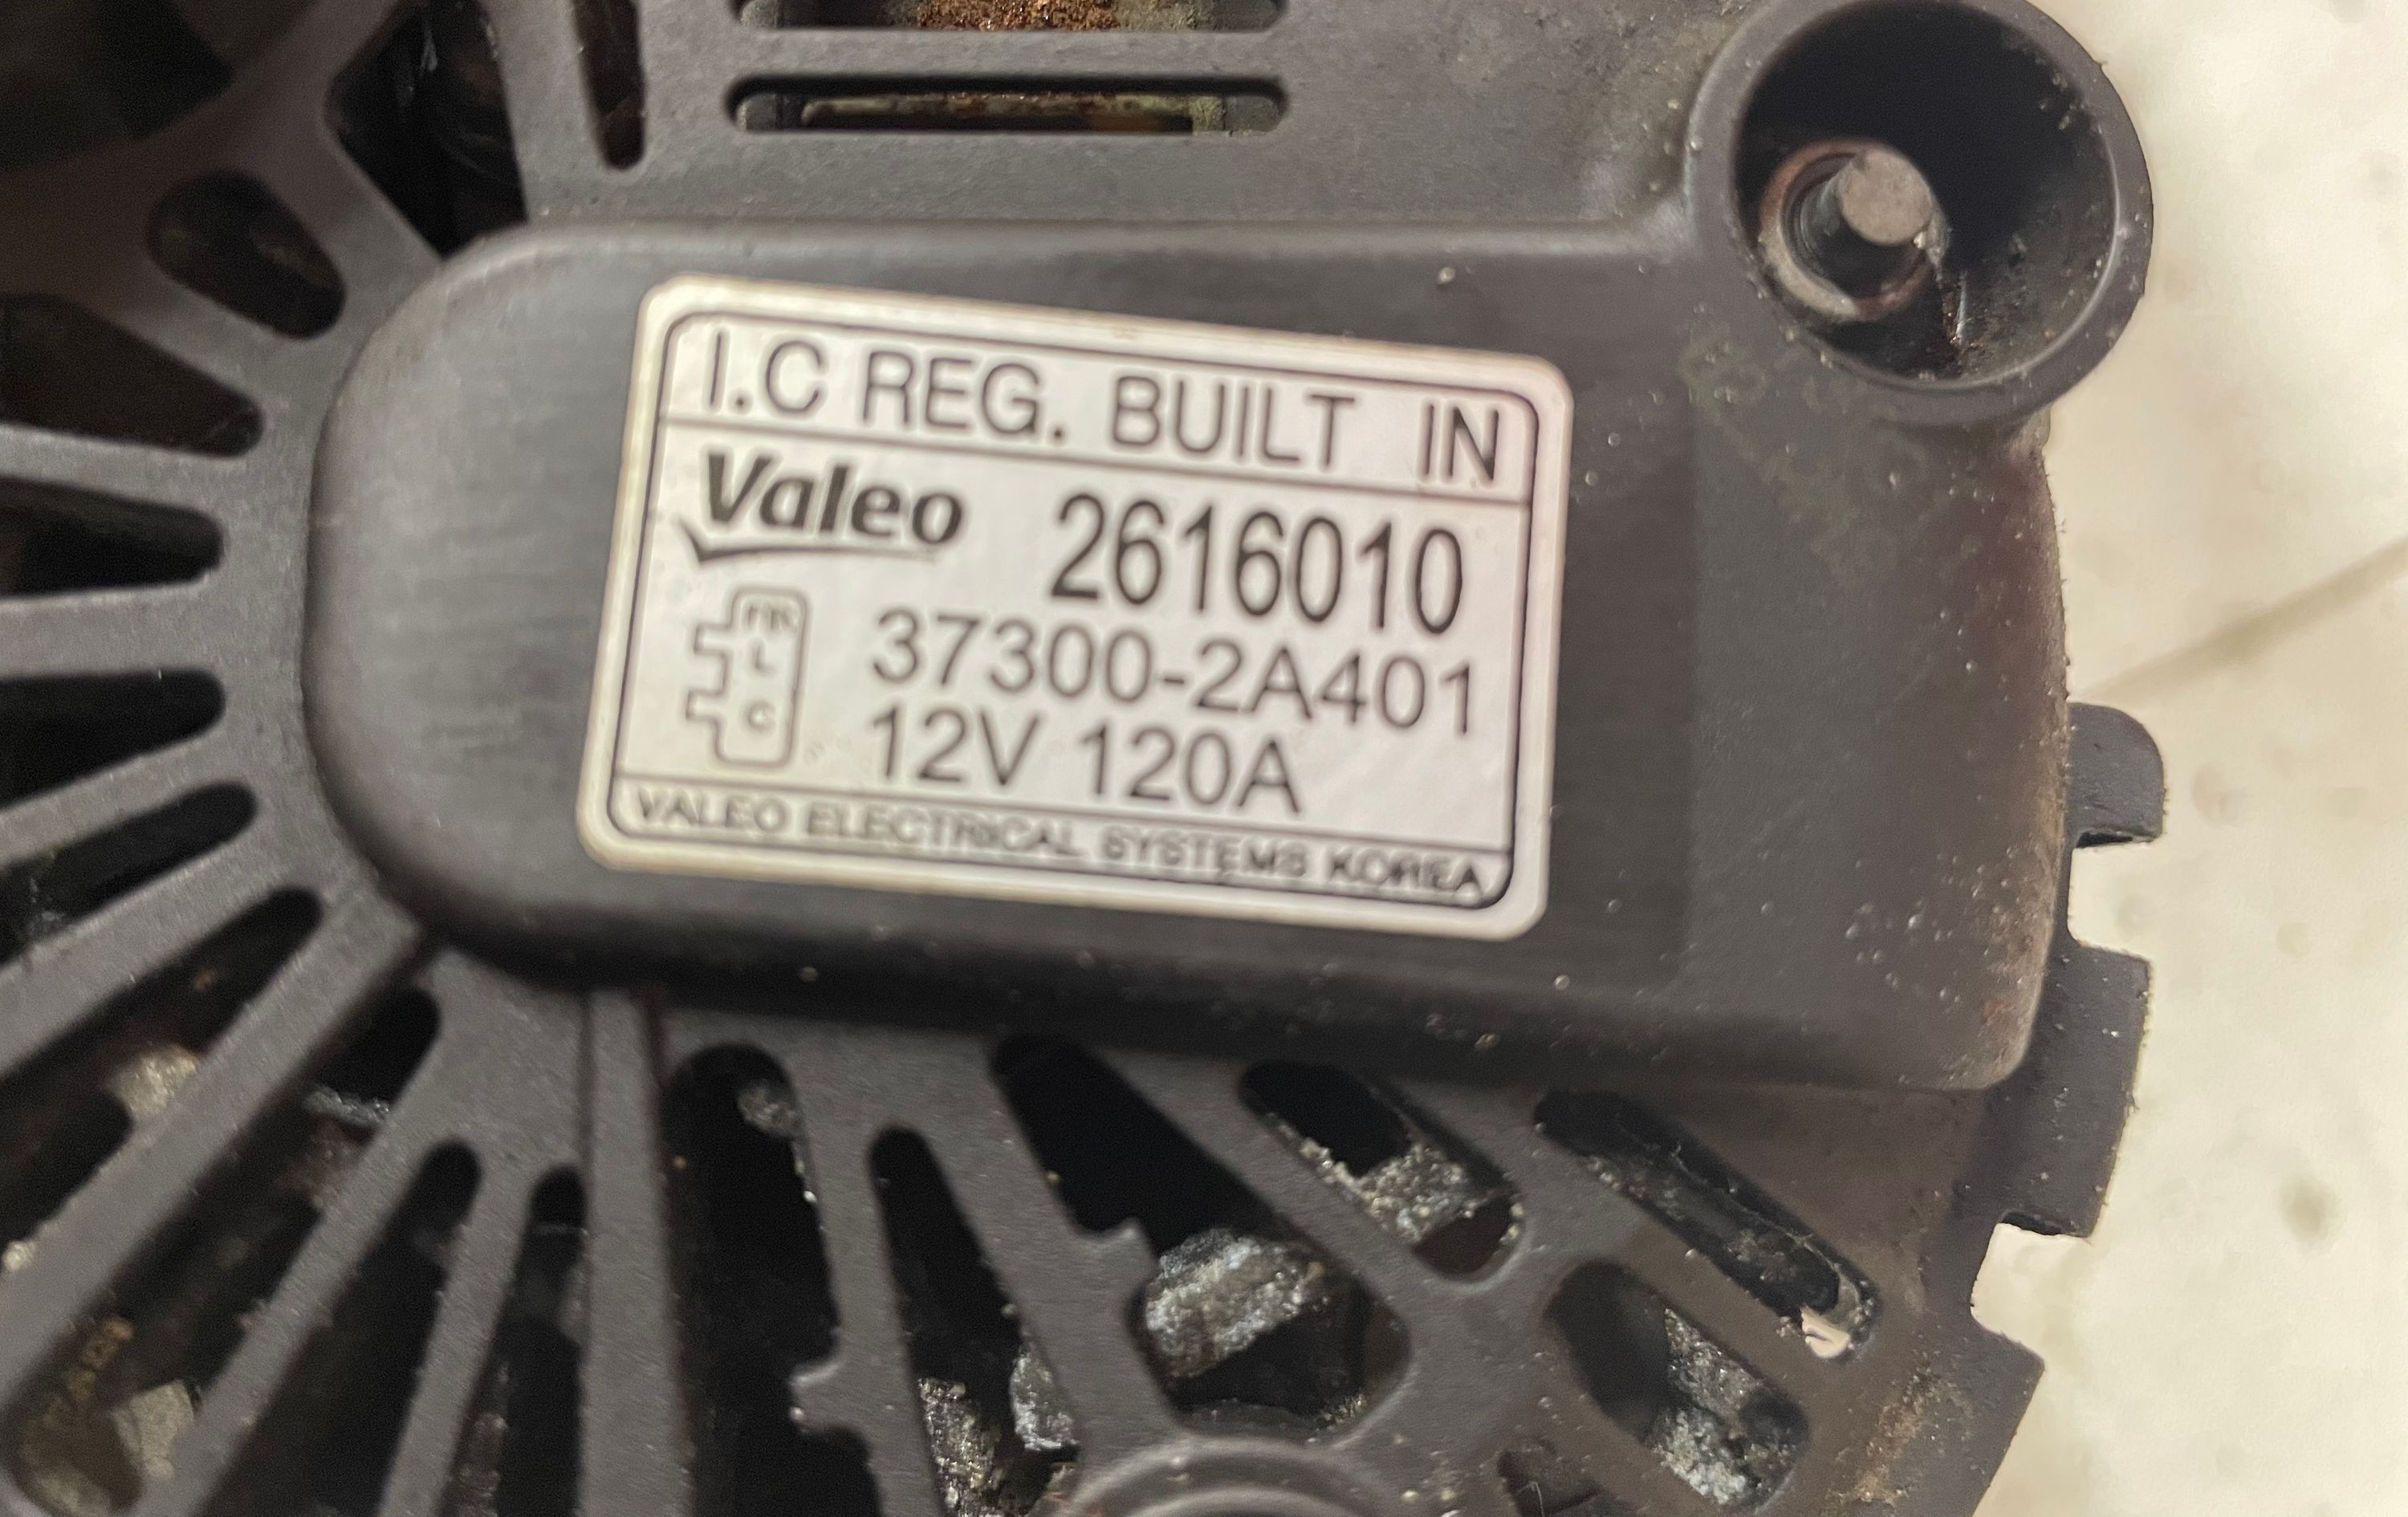 I.C REG. BUILT IN
Valeo 2616010
FR
L
C
37300-2A401
12V 120A
VALEO ELECTRICAL SYSTEMS KOREA